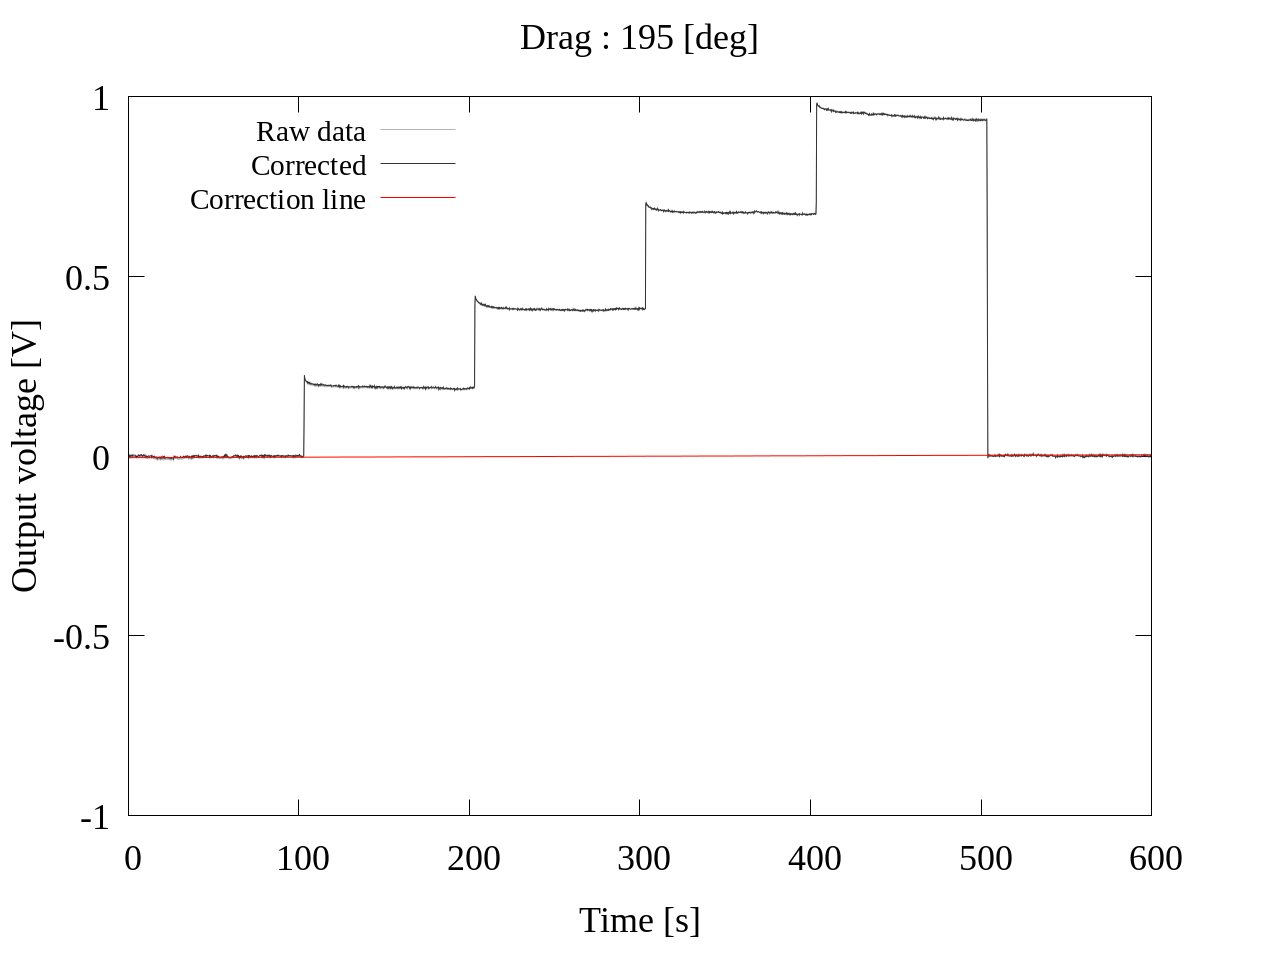 Drag : 195 [deg]
Raw data
Corrected
Correction line
Output voltage [V]
1
0.5
0
-0.5
-1
0 100 200 300 400 500 600
Time [s]